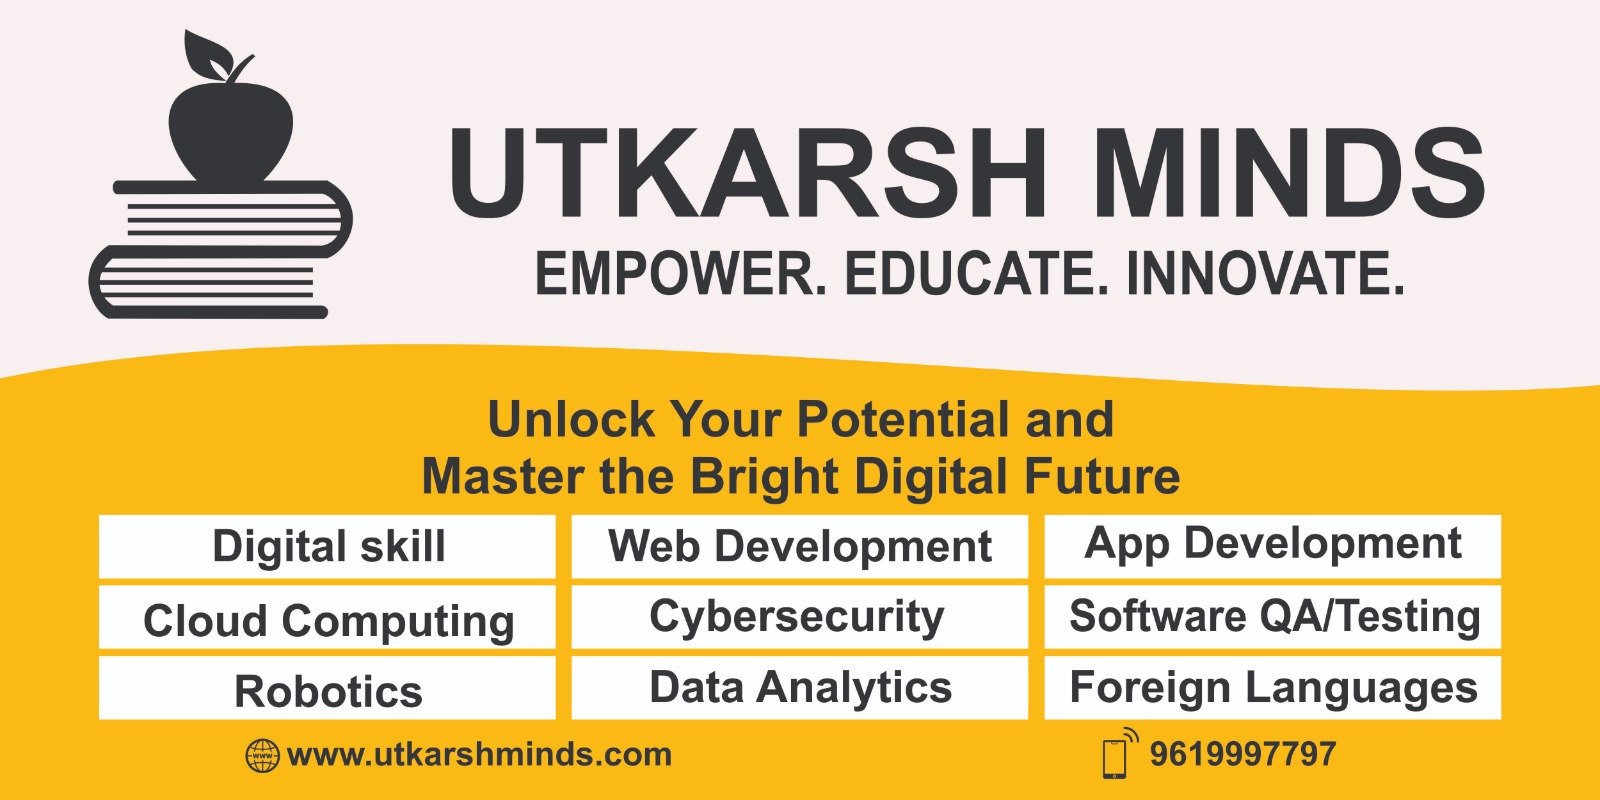 UTKARSH MINDS
EMPOWER. EDUCATE. INNOVATE.
Unlock Your Potential and
Master the Bright Digital Future
Digital skill
Web Development
App Development
Cloud Computing
Cybersecurity
Software QA/Testing
Robotics
Data Analytics
Foreign Languages
www
www.utkarshminds.com
9619997797